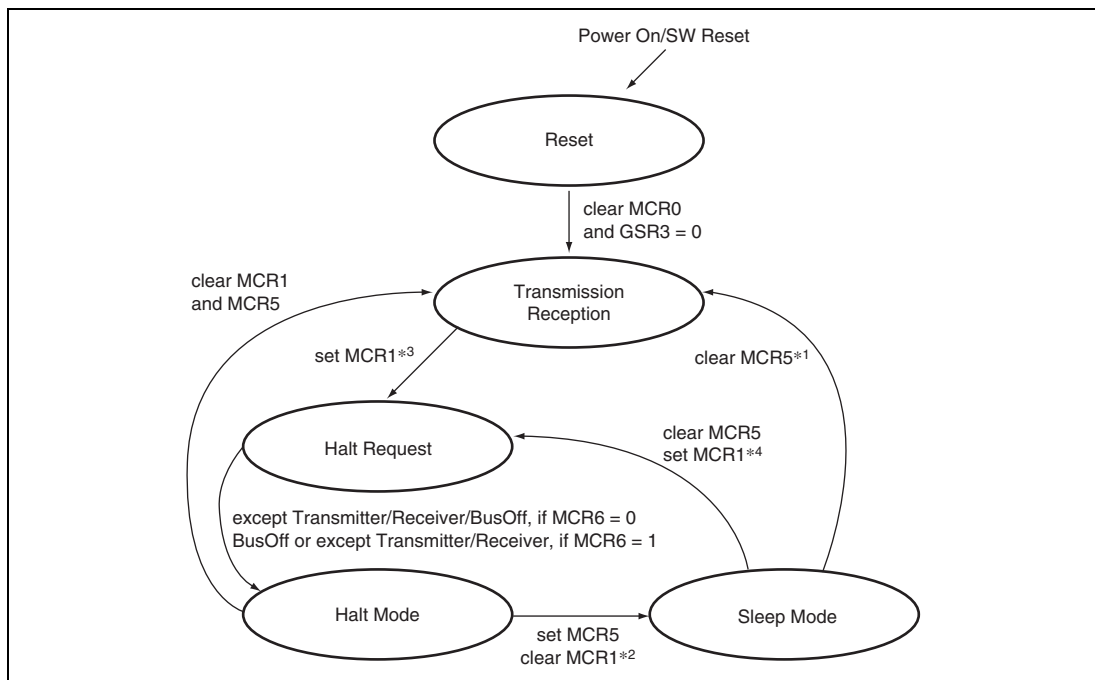 Power On/SW Reset
Reset
clear MCR0
and GSR3 = 0
clear MCR1
and MCR5
Transmission
Reception
set MCR1*3
clear MCR5*1
Halt Request
clear MCR5
set MCR1*4
except Transmitter/Receiver/BusOff, if MCR6 = 0
BusOff or except Transmitter/Receiver, if MCR6 = 1
Halt Mode
Sleep Mode
set MCR5
clear MCR1*2